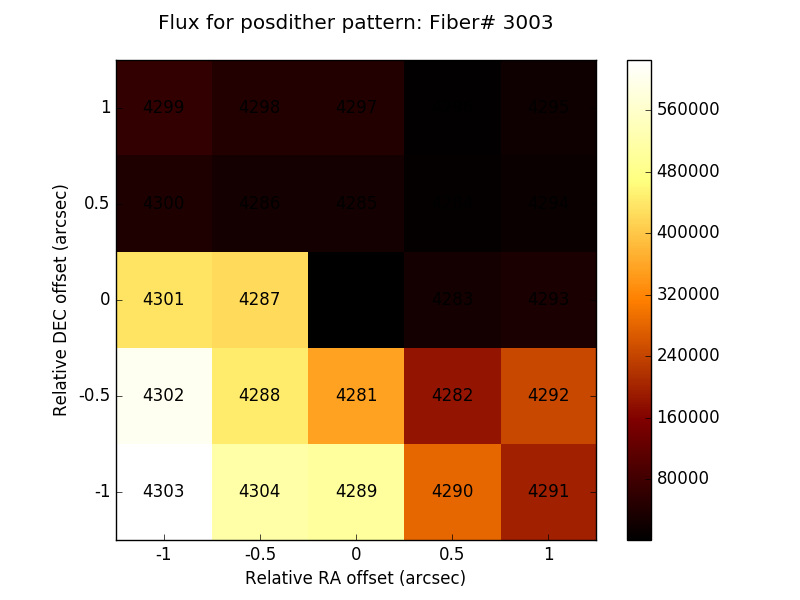 Flux for posdither pattern: Fiber# 3003
Relative DEC offset (arcsec)
1 4299 4298 4297 4295 560000
480000
0.5 4300 4286 4285 400000
0 4301 4287 4283 4293 320000
240000
-0.5 4302 4288 4281 4282 4292 160000
80000
-1 4303 4304 4289 4290 4291
-1 -0.5 0 0.5 1
Relative RA offset (arcsec)